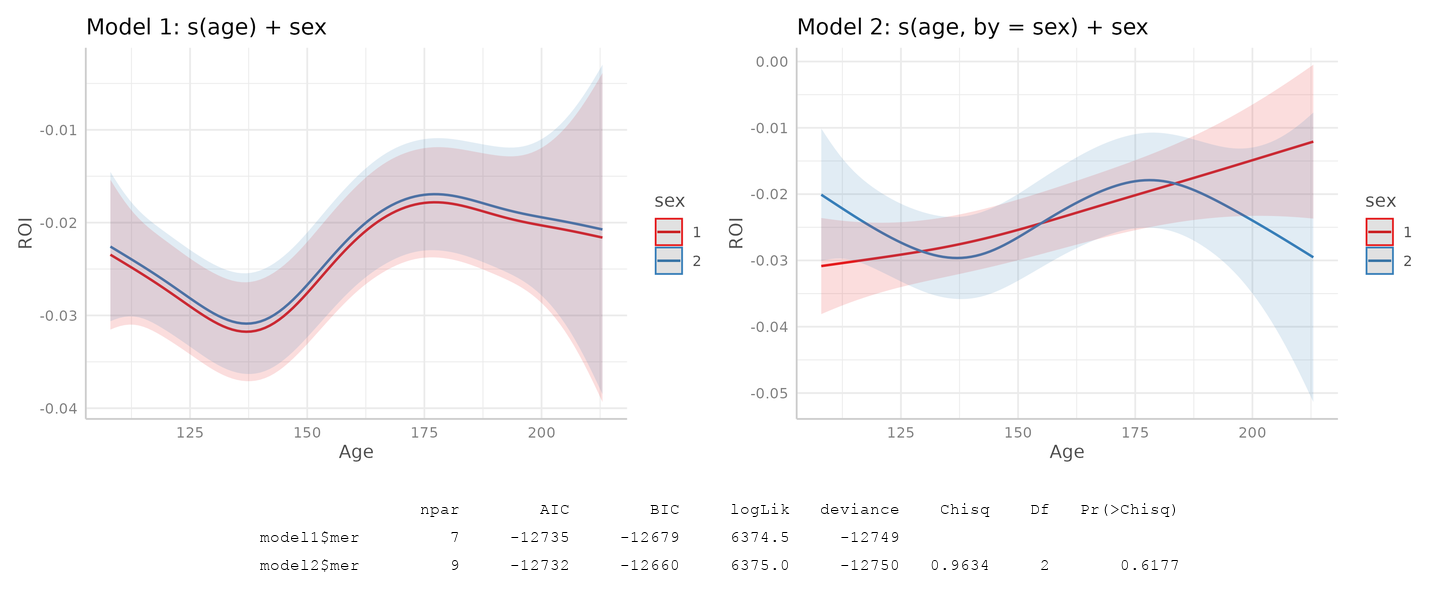 Model 1: s(age) + sex
-0.01
-0.02
-0.03
-0.04
ROI
125 150 175 200
Age
sex
1
2
Model 2: s(age, by = sex) + sex
0.00
-0.01
-0.02
-0.03
-0.04
-0.05
ROI
125 150 175 200
Age
sex
1
2
npar AIC BIC logLik deviance Chisq Df Pr(>Chisq)
model1$mer 7 -12735 -12679 6374.5 -12749
model2$mer 9 -12732 -12660 6375.0 -12750 0.9634 2 0.6177